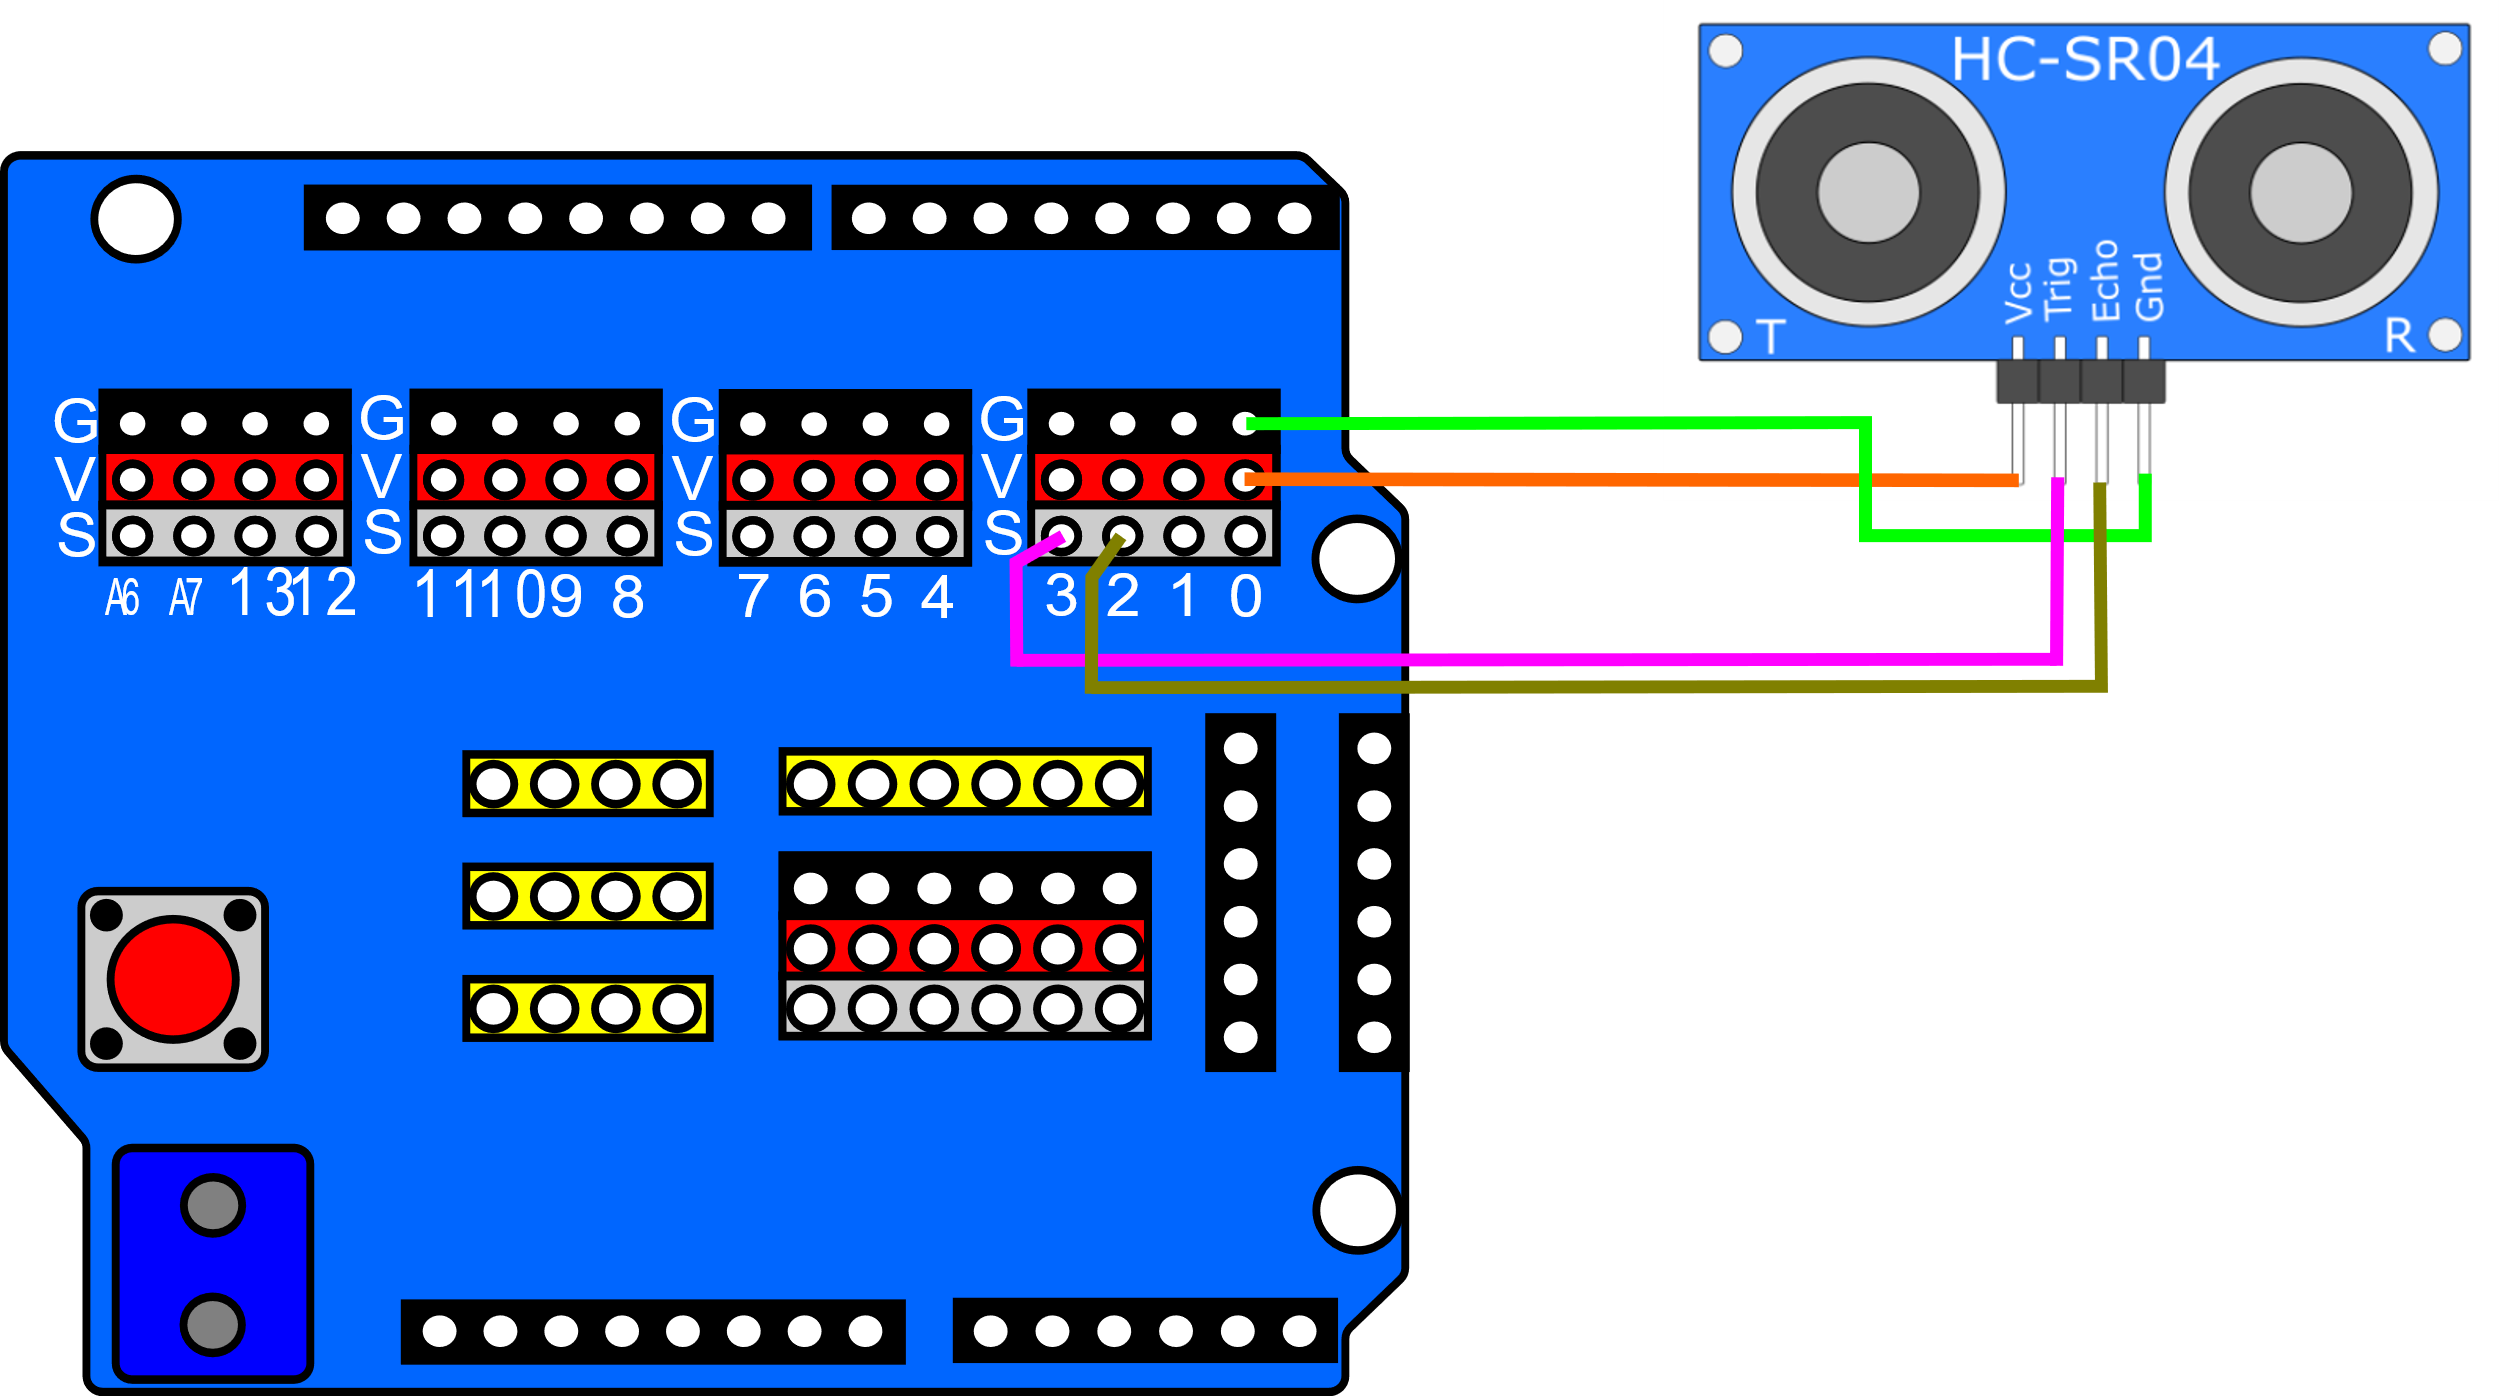 HC-SR04
Vcc Trig Echo Gnd
T R
G G G G
V V V V
S S S S
A6 A7 13 12 11 10 9 8 7 6 5 4 3 2 1 0